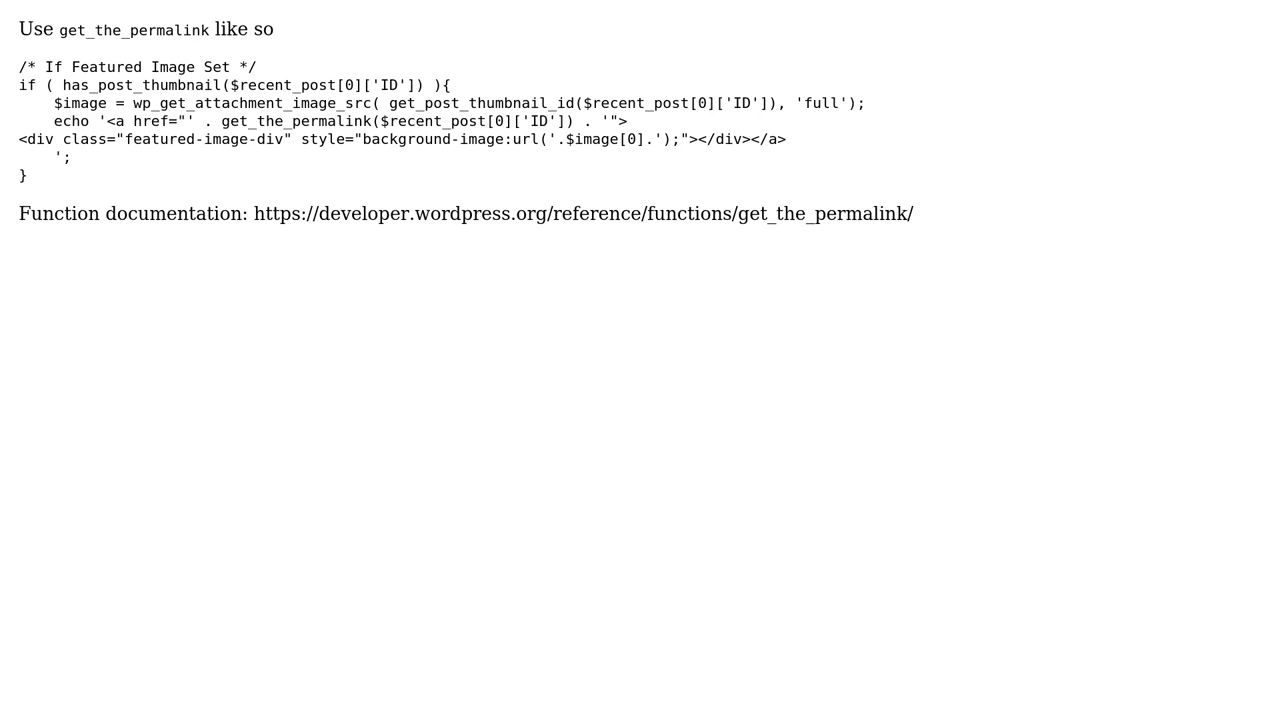 Use get_the_permalink like so
/* If Featured Image Set */
if ( has_post_thumbnail($recent_post[0]['ID']) ){
    $image = wp_get_attachment_image_src( get_post_thumbnail_id($recent_post[0]['ID']), 'full');
    echo '<a href="' . get_the_permalink($recent_post[0]['ID']) . '">
<div class="featured-image-div" style="background-image:url('.$image[0].');"></div></a>
    ';
}
Function documentation: https://developer.wordpress.org/reference/functions/get_the_permalink/